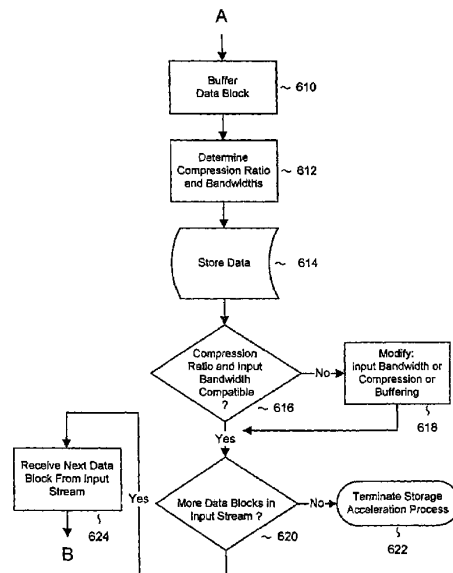 A
Buffer
Data Block
610
Determine
Compression Ratio
and Bandwidths
612
Store Data
614
Compression
Ratio and Input
Bandwidth
Compatible
?
616
No
Modify:
Input Bandwidth or
Compression or
Buffering
618
Yes
Receive Next Data
Block From Input
Stream
624
B
Yes
More Data Blocks in
Input Stream ?
620
No
Terminate Storage
Acceleration Process
622